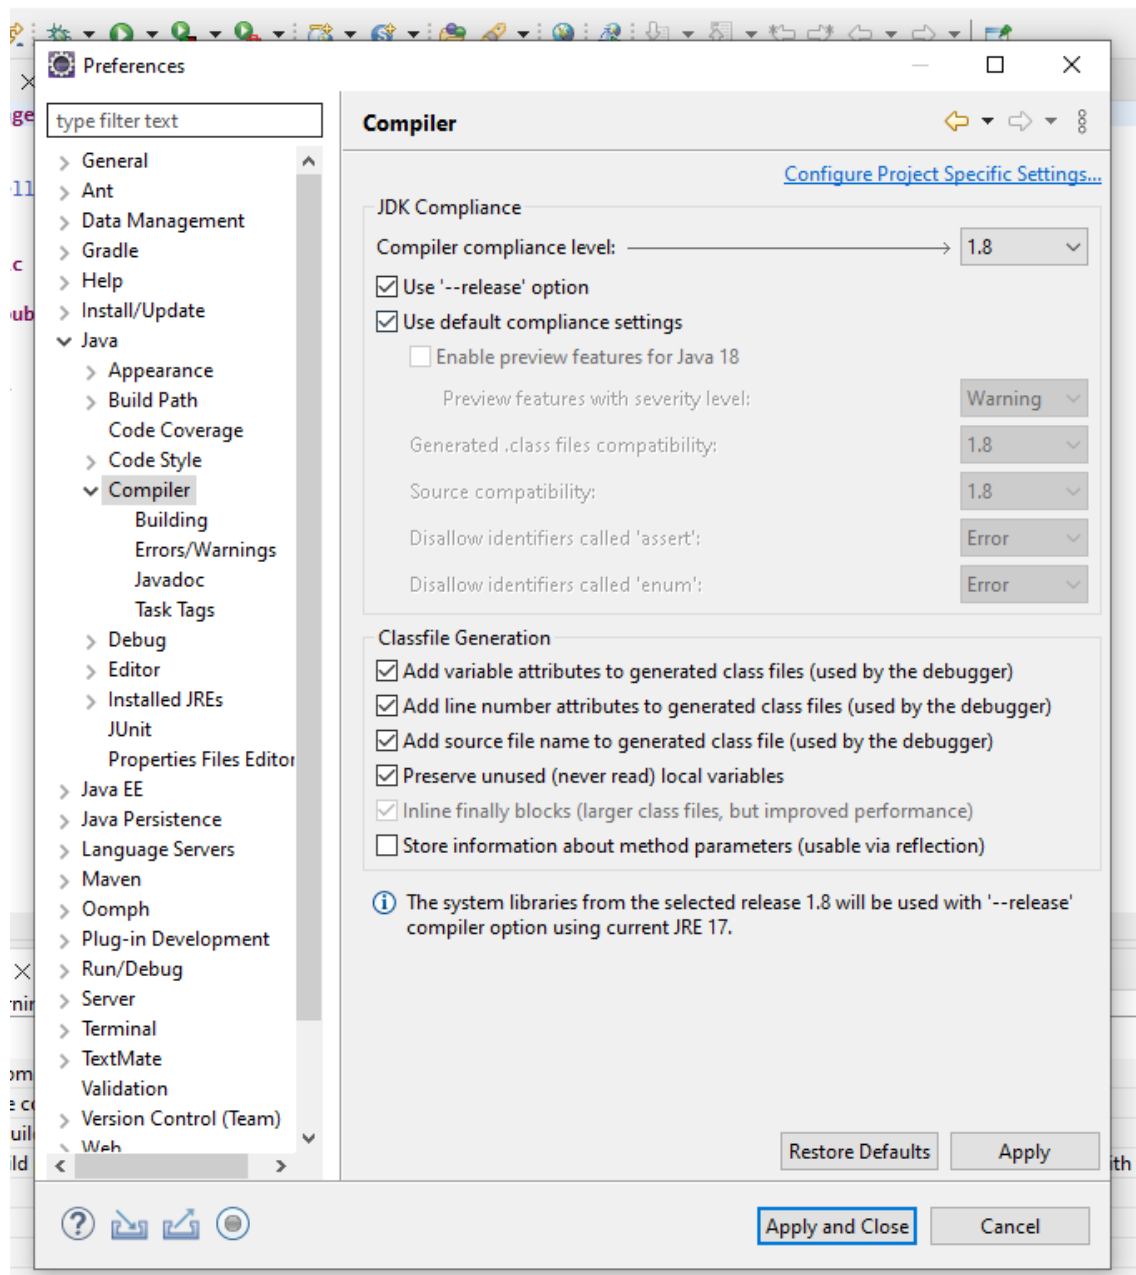 Preferences
ge
type filter text
Compiler
General
Configure Project Specific Settings...
Ant
JDK Compliance
Data Management
Gradle
Compiler compliance level:
1.8
Help
Use '--release' option
ub
Install/Update
Use default compliance settings
Java
Enable preview features for Java 18
Appearance
Build Path
Preview features with severity level:
Warning
Code Coverage
Generated .class files compatibility:
1.8
Code Style
Compiler
Source compatibility:
1.8
Building
Disallow identifiers called 'assert':
Error
Errors/Warnings
Javadoc
Disallow identifiers called 'enum':
Error
Task Tags
Debug
Classfile Generation
Editor
Add variable attributes to generated class files (used by the debugger)
Installed JREs
Add line number attributes to generated class files (used by the debugger)
JUnit
Add source file name to generated class file (used by the debugger)
Properties Files Editor
Preserve unused (never read) local variables
Java EE
Inline finally blocks (larger class files, but improved performance)
Java Persistence
Store information about method parameters (usable via reflection)
Language Servers
Maven
The system libraries from the selected release 1.8 will be used with '--release'
compiler option using current JRE 17.
Oomph
Plug-in Development
Run/Debug
Server
Terminal
TextMate
Validation
Version Control (Team)
Web
Restore Defaults
Apply
Apply and Close
Cancel